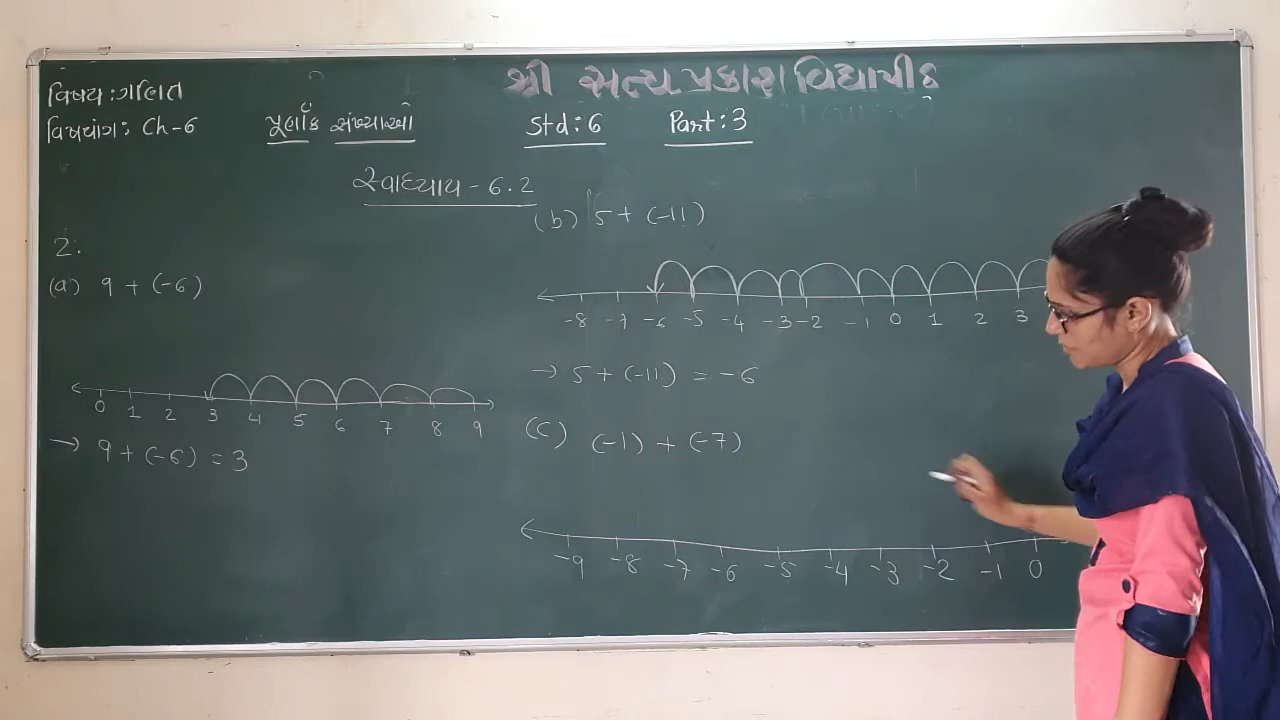 શ્રી સત્ય પ્રકાશ વિદ્યાપીઠ
વિષય : ગણિત
વિષયાંગ : Ch-6 પૂર્ણાંક સંખ્યાઓ Std : 6 Part : 3
સ્વાધ્યાય - 6.2
2.
(a) 9 + (-6)
0 1 2 3 4 5 6 7 8 9
→ 9 + (-6) = 3
(b) 5 + (-11)
-8 -7 -6 -5 -4 -3 -2 -1 0 1 2 3
→ 5 + (-11) = -6
(c) (-1) + (-7)
-9 -8 -7 -6 -5 -4 -3 -2 -1 0